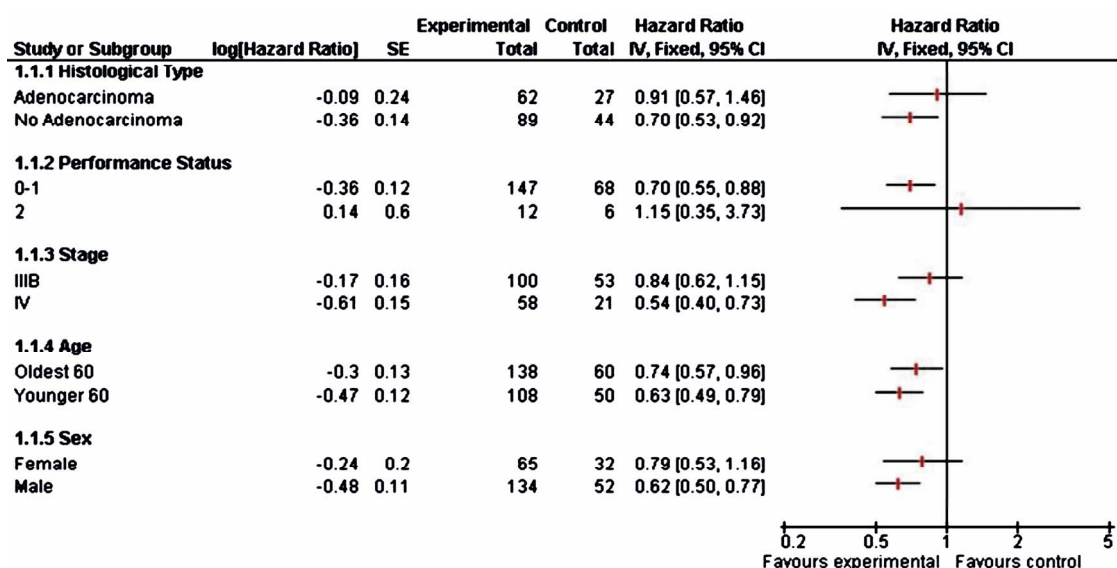 Experimental Control Hazard Ratio Hazard Ratio
Study or Subgroup log[Hazard Ratio] SE Total Total IV, Fixed, 95% CI IV, Fixed, 95% CI
1.1.1 Histological Type
Adenocarcinoma -0.09 0.24 62 27 0.91 [0.57, 1.46]
No Adenocarcinoma -0.36 0.14 89 44 0.70 [0.53, 0.92]
1.1.2 Performance Status
0-1 -0.36 0.12 147 68 0.70 [0.55, 0.88]
2 0.14 0.6 12 6 1.15 [0.35, 3.73]
1.1.3 Stage
IIIB -0.17 0.16 100 53 0.84 [0.62, 1.15]
IV -0.61 0.15 58 21 0.54 [0.40, 0.73]
1.1.4 Age
Oldest 60 -0.3 0.13 138 60 0.74 [0.57, 0.96]
Younger 60 -0.47 0.12 108 50 0.63 [0.49, 0.79]
1.1.5 Sex
Female -0.24 0.2 65 32 0.79 [0.53, 1.16]
Male -0.48 0.11 134 52 0.62 [0.50, 0.77]
0.2 0.5 1 2 5
Favours experimental Favours control